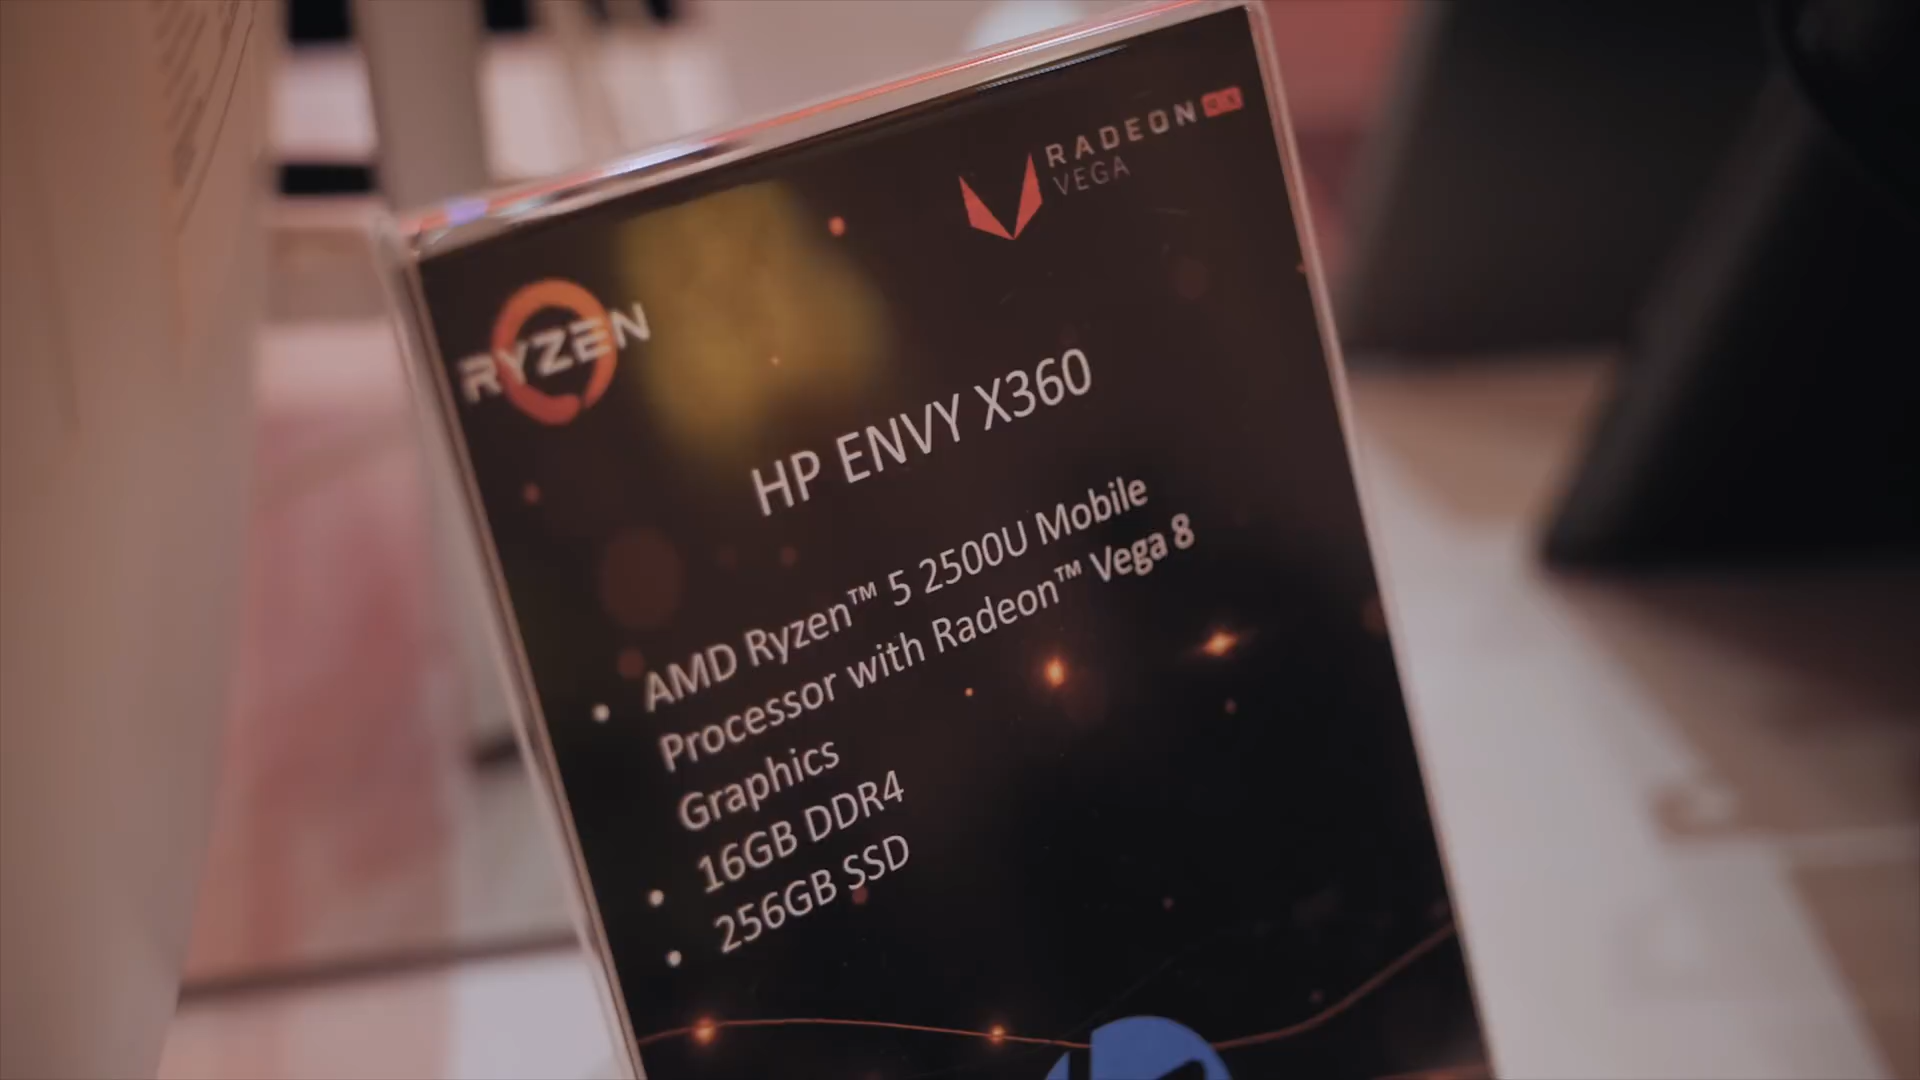 RADEON RX
VEGA
RYZEN
HP ENVY X360
• AMD Ryzen™ 5 2500U Mobile
Processor with Radeon™ Vega 8
Graphics
• 16GB DDR4
• 256GB SSD